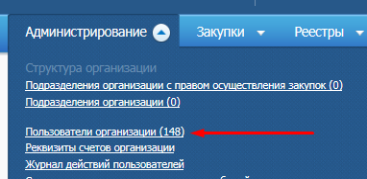 Администрирование Закупки Реестры
Структура организации
Подразделения организации с правом осуществления закупок (0)
Подразделения организации (0)
Пользователи организации (148)
Реквизиты счетов организации
Журнал действий пользователей